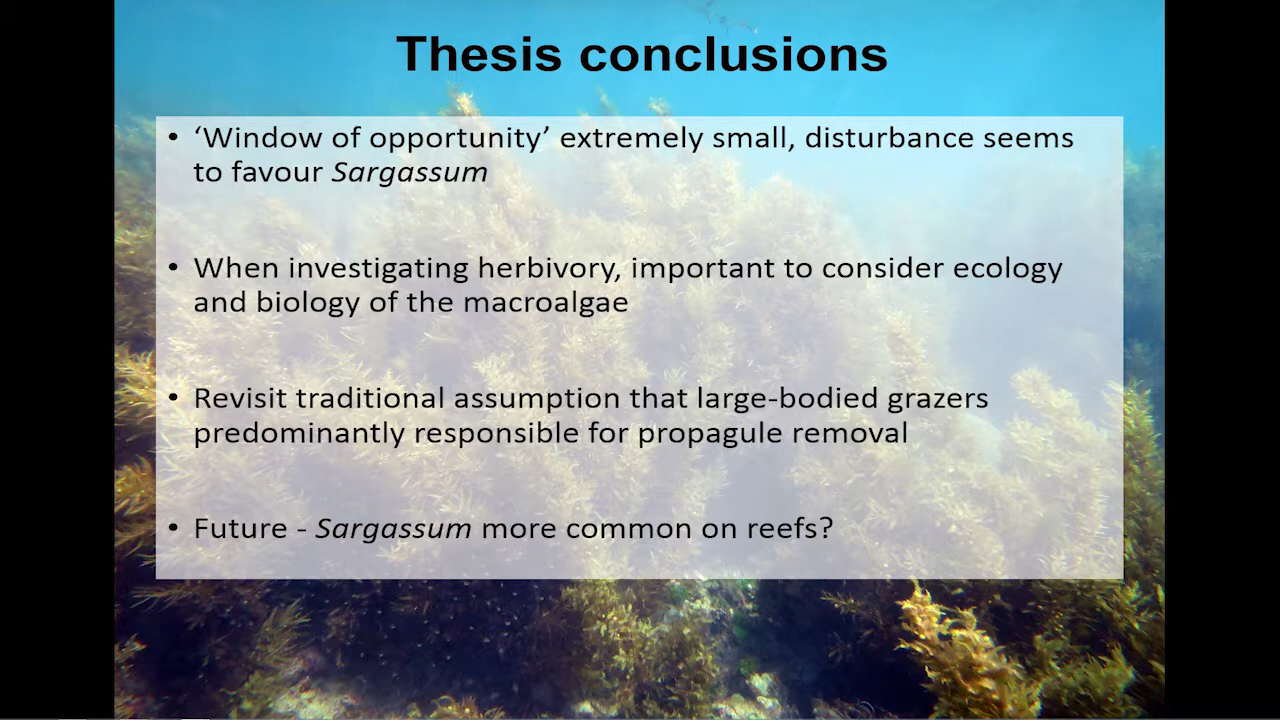 Thesis conclusions
• ‘Window of opportunity’ extremely small, disturbance seems
to favour Sargassum
• When investigating herbivory, important to consider ecology
and biology of the macroalgae
• Revisit traditional assumption that large-bodied grazers
predominantly responsible for propagule removal
• Future - Sargassum more common on reefs?